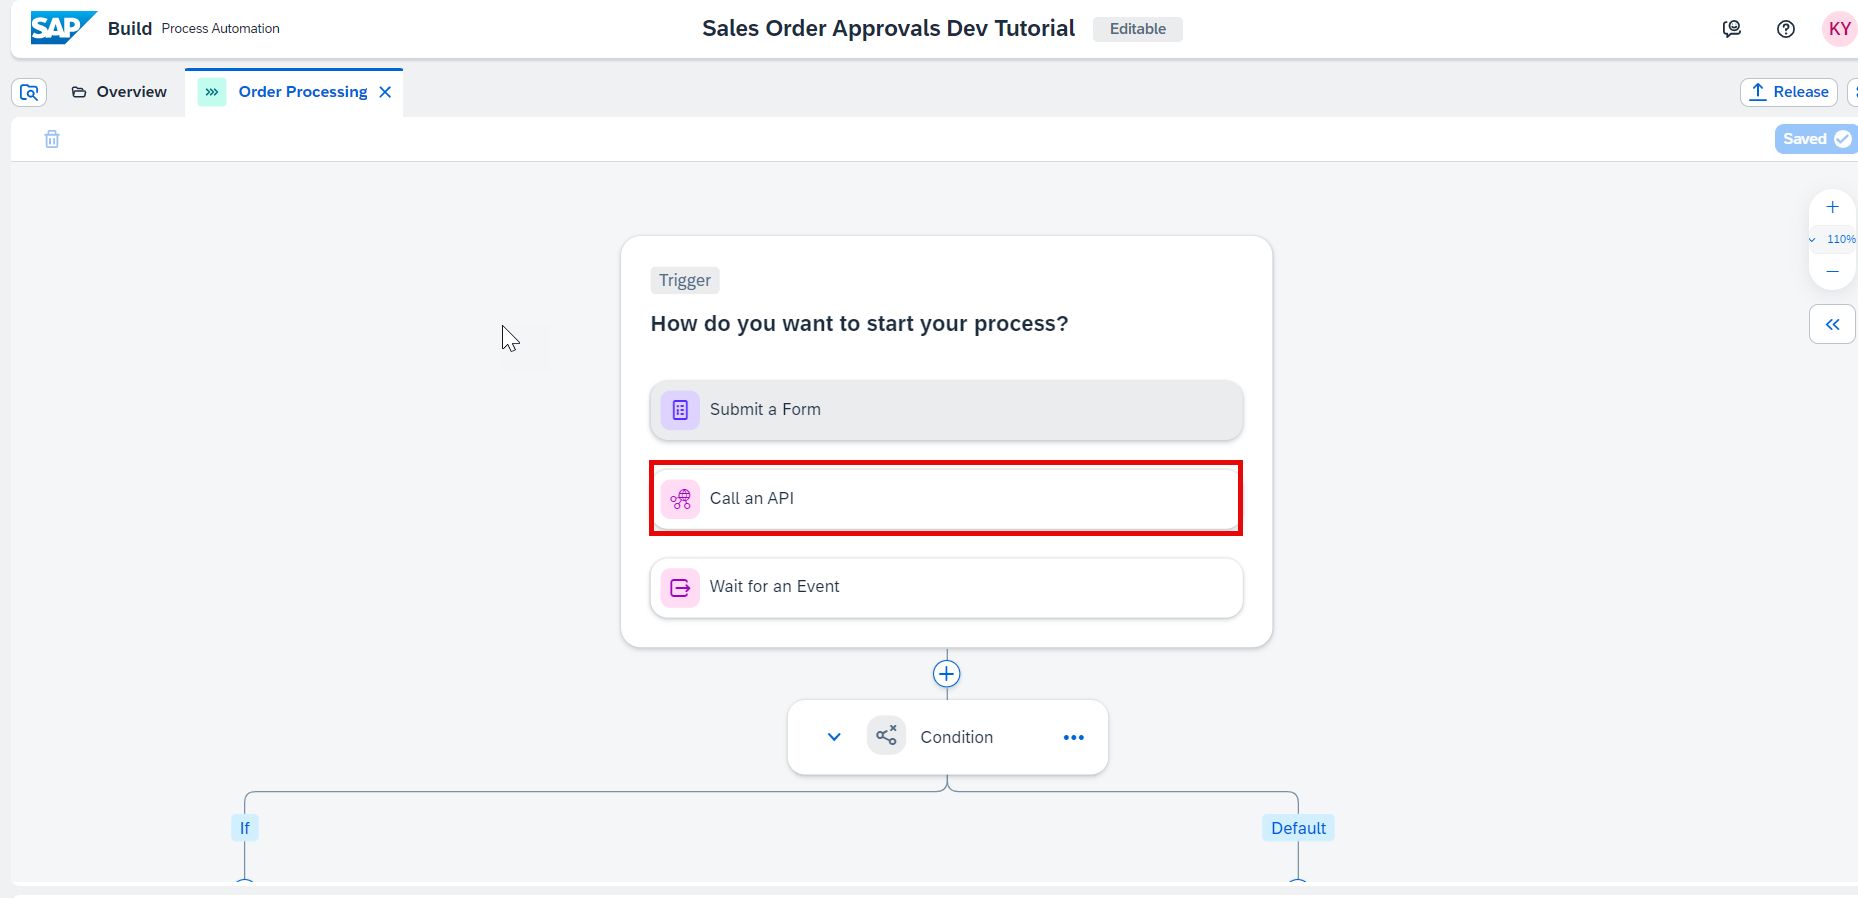 SAP Build Process Automation
Sales Order Approvals Dev Tutorial Editable
KY
Overview
Order Processing
Release
Saved
110%
Trigger
How do you want to start your process?
Submit a Form
Call an API
Wait for an Event
Condition
If
Default